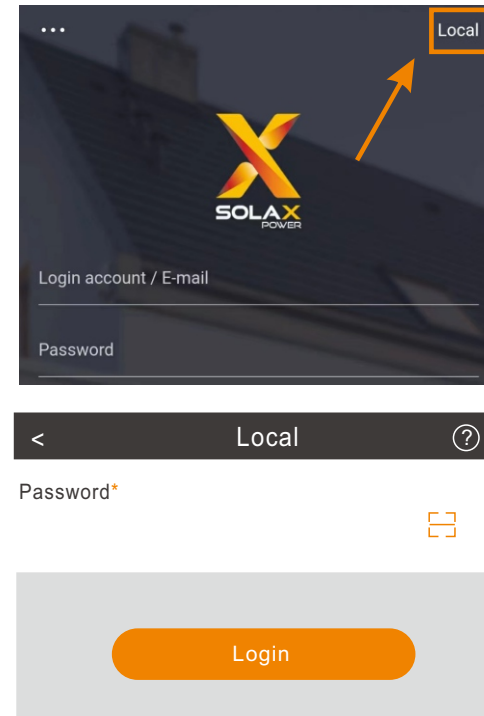 ...
Local
SOLAX
POWER
Login account / E-mail
Password
< Local ?
Password*
Login